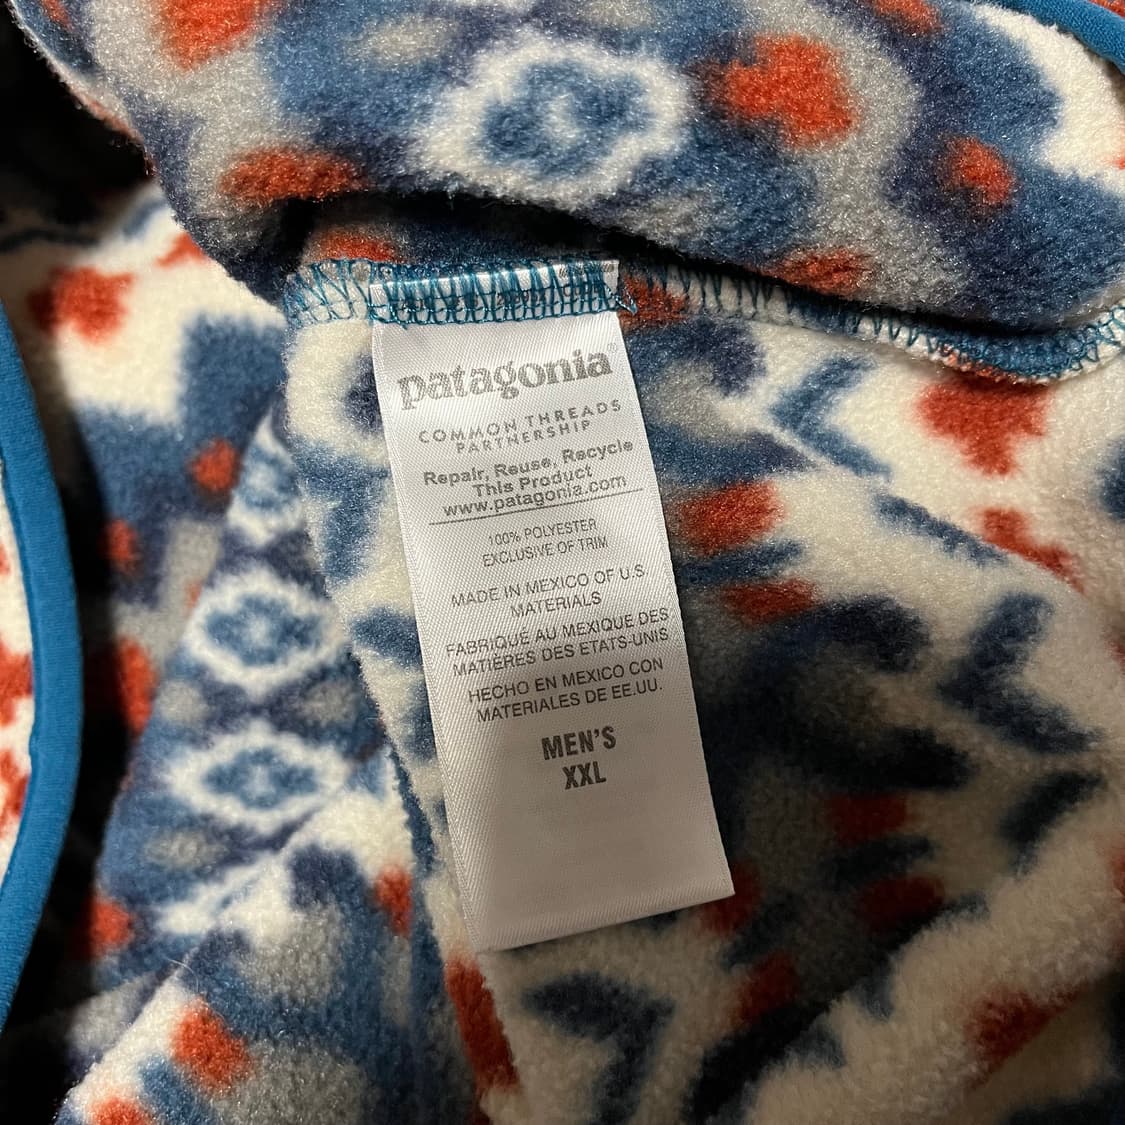 patagonia®
COMMON THREADS
PARTNERSHIP
Repair, Reuse, Recycle
This Product
www.patagonia.com
100% POLYESTER
EXCLUSIVE OF TRIM
MADE IN MEXICO OF U.S.
MATERIALS
FABRIQUÉ AU MEXIQUE DES
MATIÈRES DES ETATS-UNIS
HECHO EN MEXICO CON
MATERIALES DE EE.UU.
MEN'S
XXL